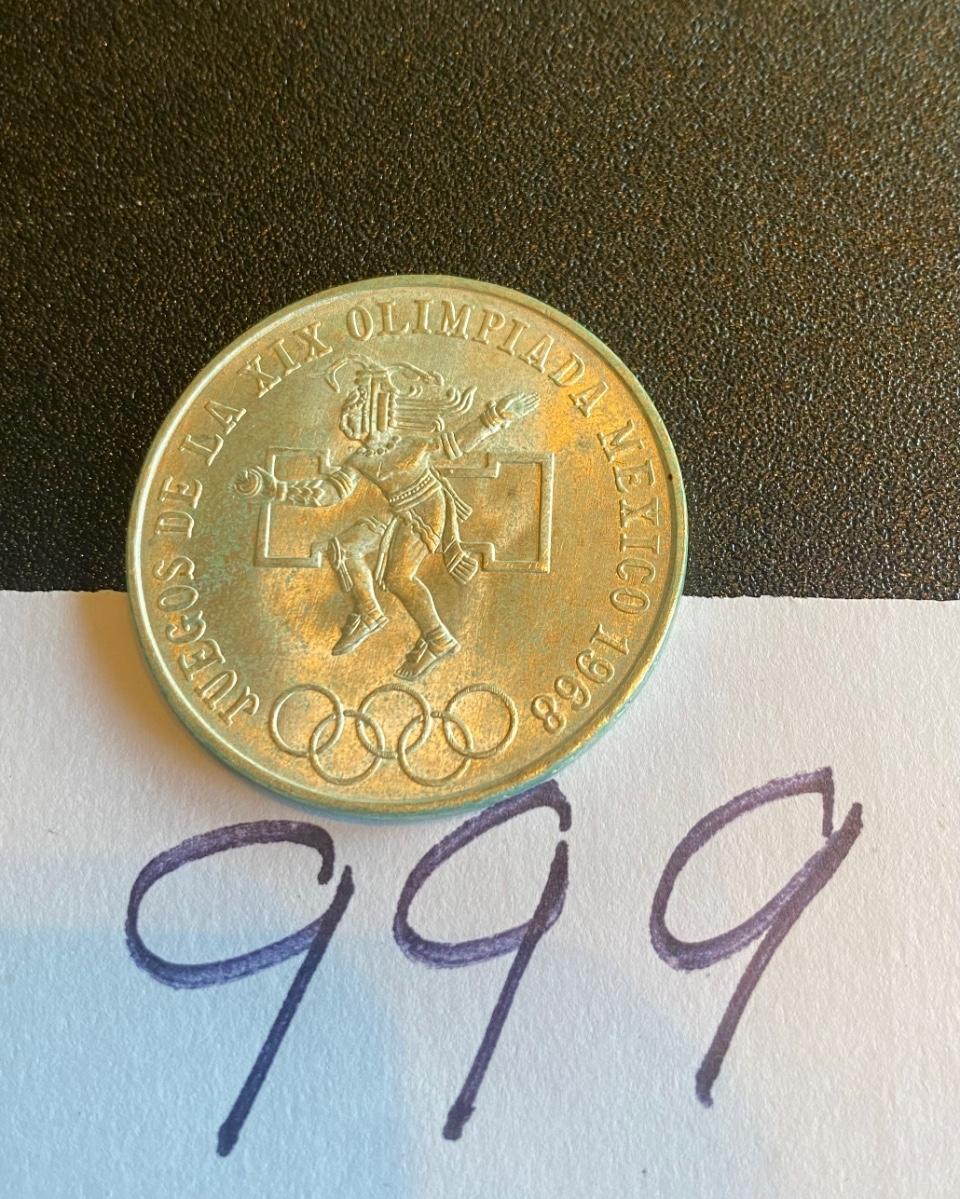 JUEGOS DE LA XIX OLIMPIADA MEXICO 1968
999